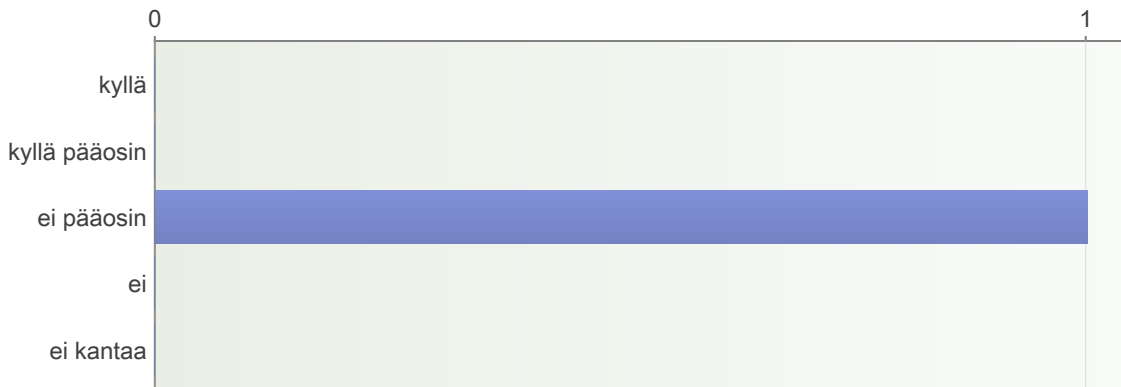 0 1
kyllä
kyllä pääosin
ei pääosin
ei
ei kantaa